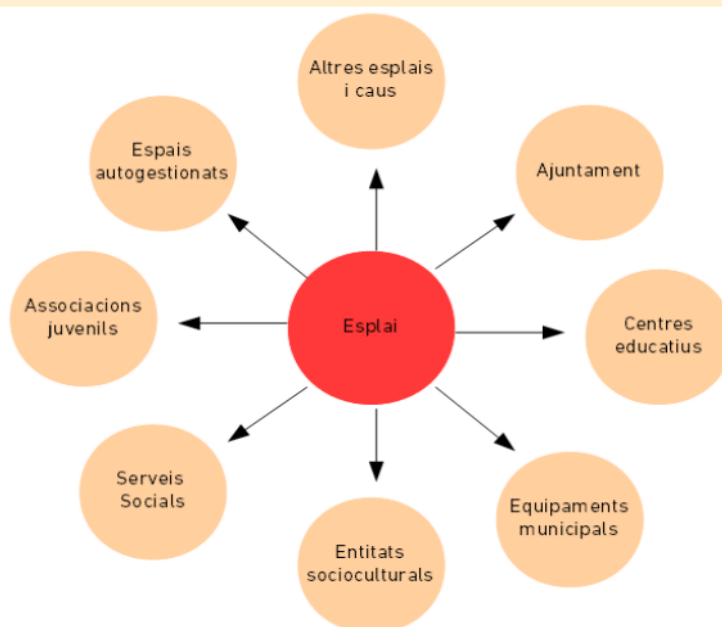 Altres esplais
i caus
Espais
autogestionats
Ajuntament
Associacions
juvenils
Esplai
Centres
educatius
Serveis
Socials
Equipaments
municipals
Entitats
socioculturals